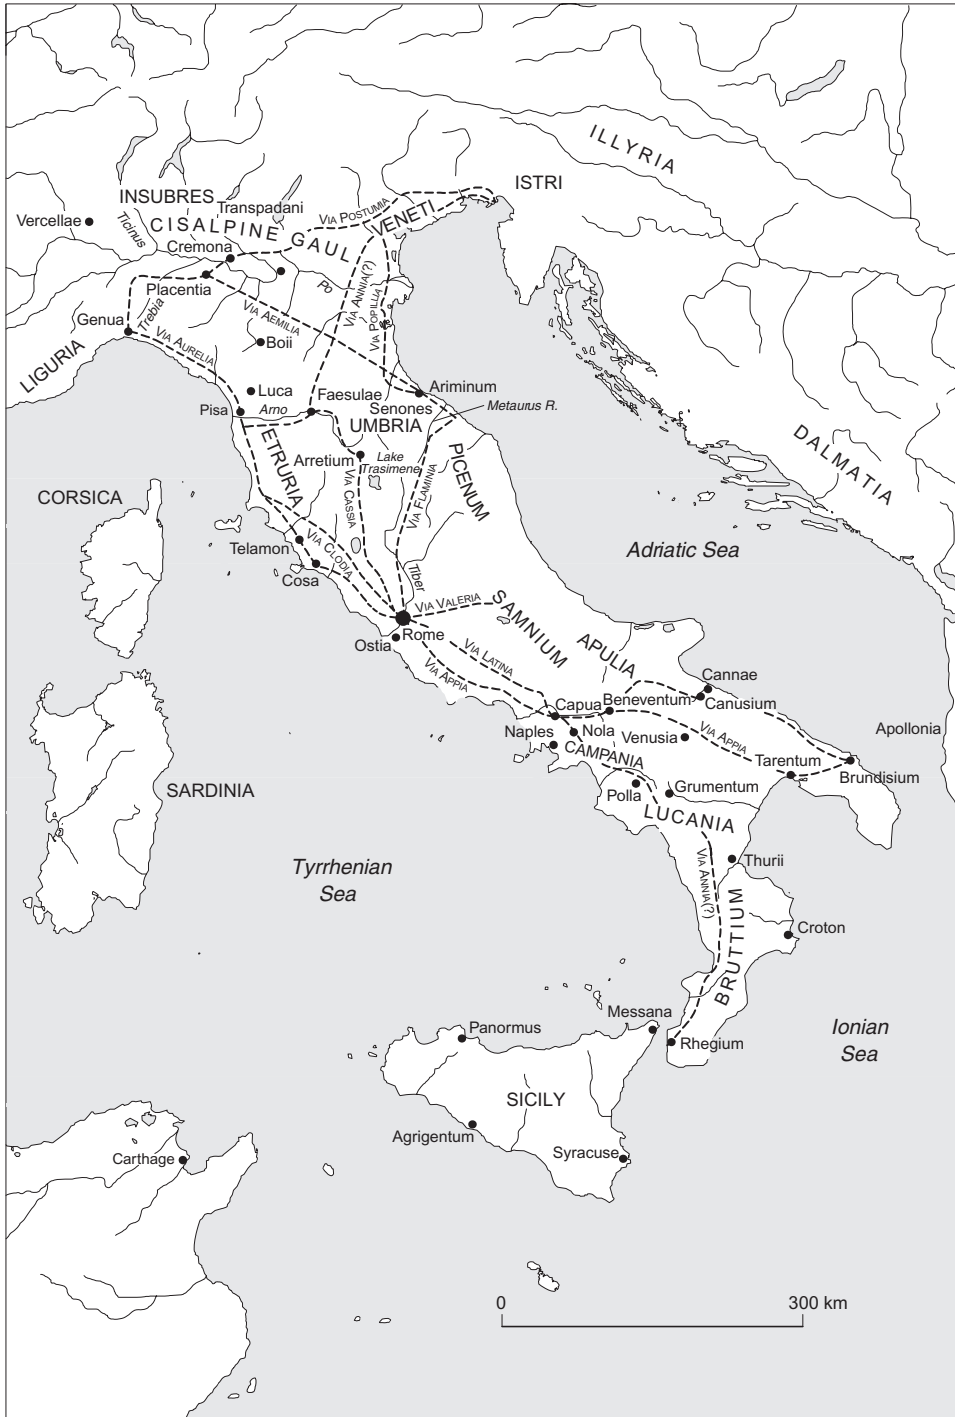 ILLYRIA
ISTRI
INSUBRES
Transpadani
VIA POSTUMIA
VENETI
Vercellae
Ticinus
CISALPINE GAUL
Cremona
Placentia
Po
VIA ANNIA(?)
VIA POPILLIA
Trebia
Genua
VIA AEMILIA
VIA AURELIA
Boii
LIGURIA
Luca
Faesulae
Ariminum
Pisa
Arno
Senones
Metaurus R.
UMBRIA
ETRURIA
Arretium
Lake
Trasimene
PICENUM
DALMATIA
VIA CASSIA
VIA FLAMINIA
CORSICA
Telamon
VIA CLODIA
Adriatic Sea
Cosa
Tiber
VIA VALERIA
SAMNIUM
Ostia
Rome
VIA LATINA
APULIA
VIA APPIA
Cannae
Capua
Beneventum
Canusium
Apollonia
Naples
Nola
Venusia
VIA APPIA
CAMPANIA
Tarentum
Brundisium
SARDINIA
Polla
Grumentum
LUCANIA
Tyrrhenian
Sea
VIA ANNIA(?)
Thurii
BRUTTIUM
Croton
Messana
Panormus
Rhegium
Ionian
Sea
SICILY
Agrigentum
Syracuse
Carthage
0
300 km